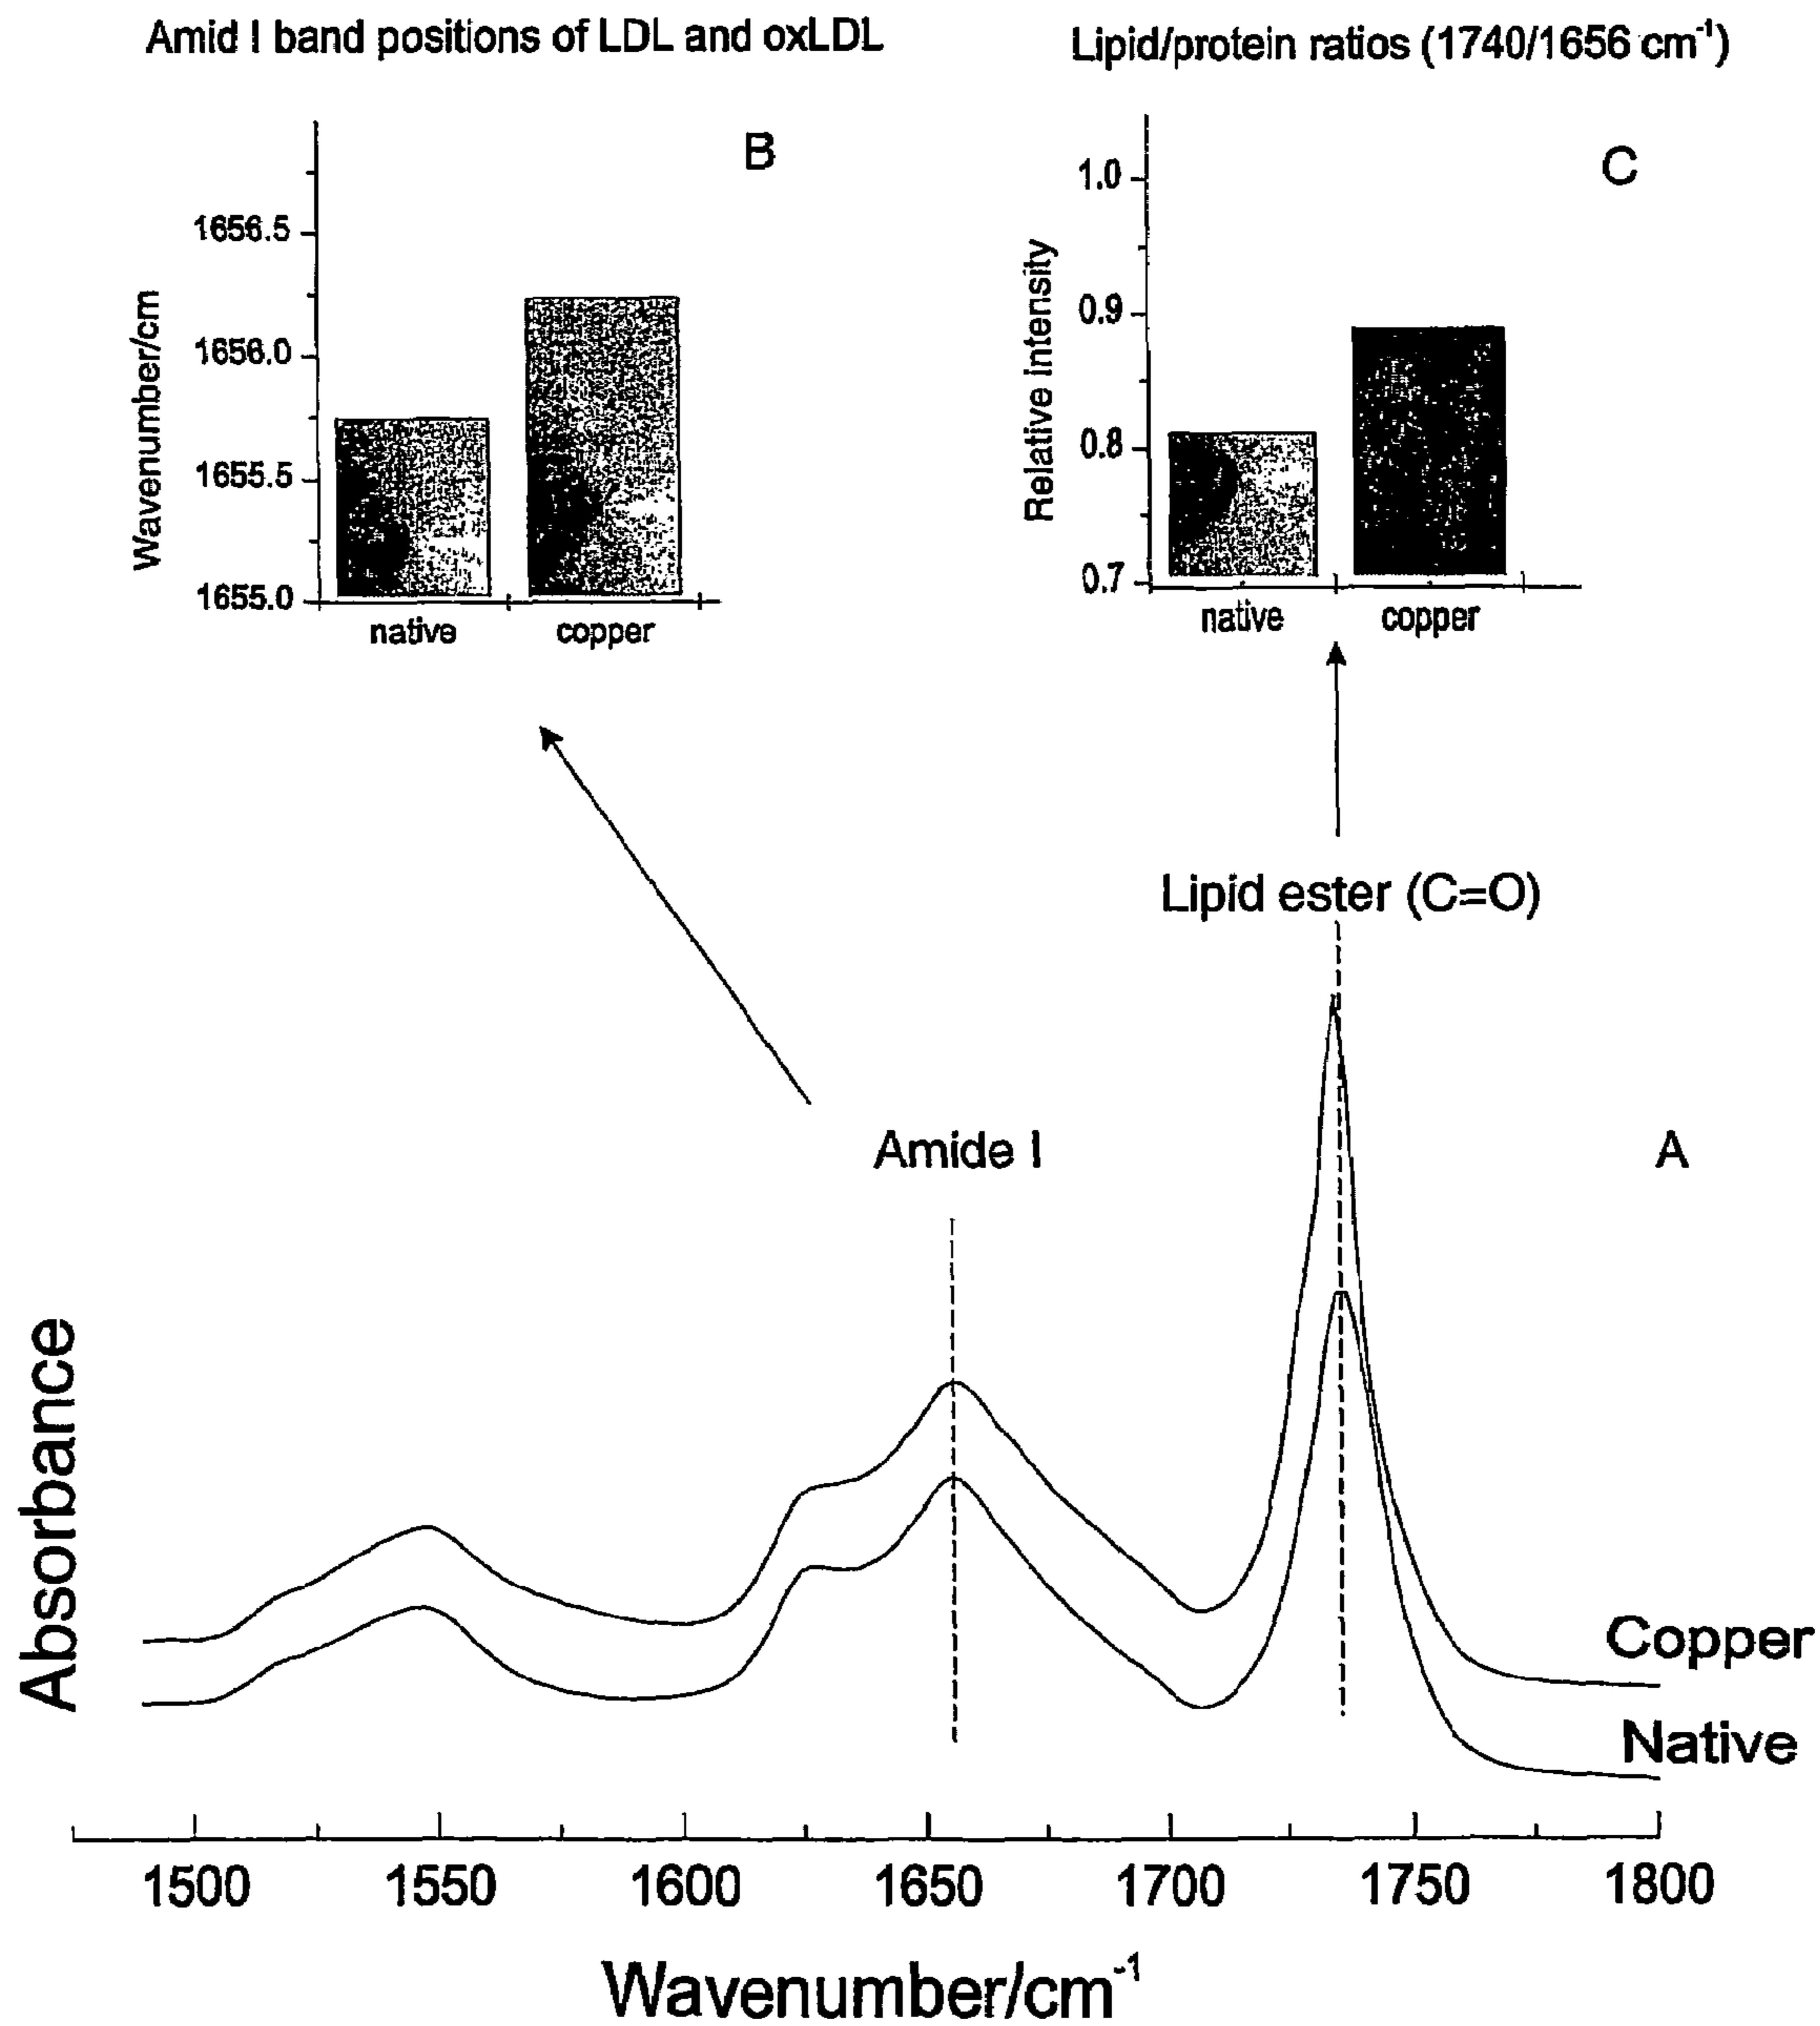 Amid I band positions of LDL and oxLDL
B
Wavenumber/cm
1656.5
1656.0
1655.5
1655.0
native copper
Lipid/protein ratios (1740/1656 cm⁻¹)
C
Relative intensity
1.0
0.9
0.8
0.7
native copper
Lipid ester (C=O)
Amide I
A
Absorbance
Copper
Native
1500 1550 1600 1650 1700 1750 1800
Wavenumber/cm⁻¹